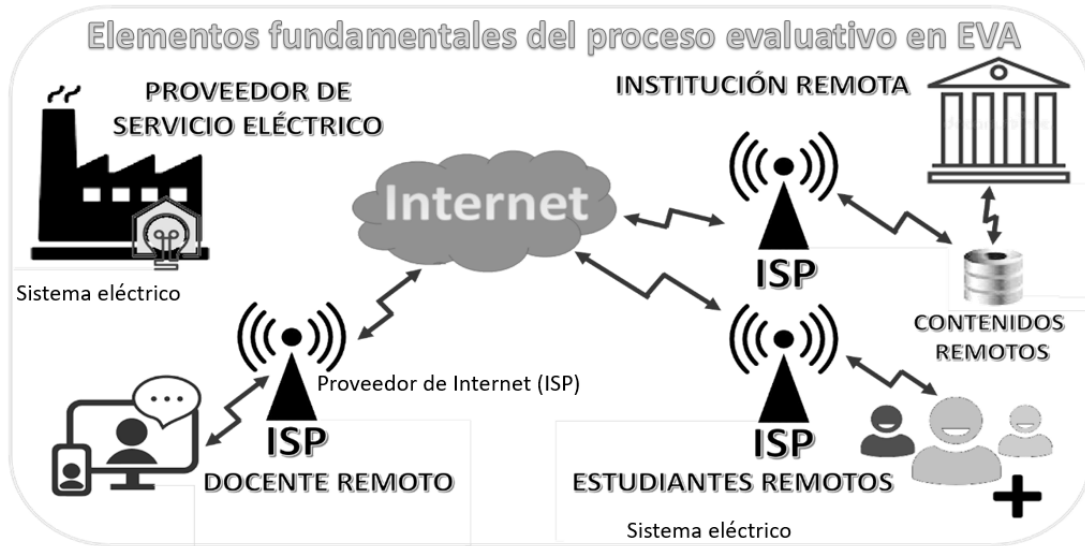 Elementos fundamentales del proceso evaluativo en EVA
PROVEEDOR DE
SERVICIO ELÉCTRICO
Sistema eléctrico
INSTITUCIÓN REMOTA
Internet
ISP
CONTENIDOS
REMOTOS
Proveedor de Internet (ISP)
ISP
DOCENTE REMOTO
ISP
ESTUDIANTES REMOTOS
Sistema eléctrico